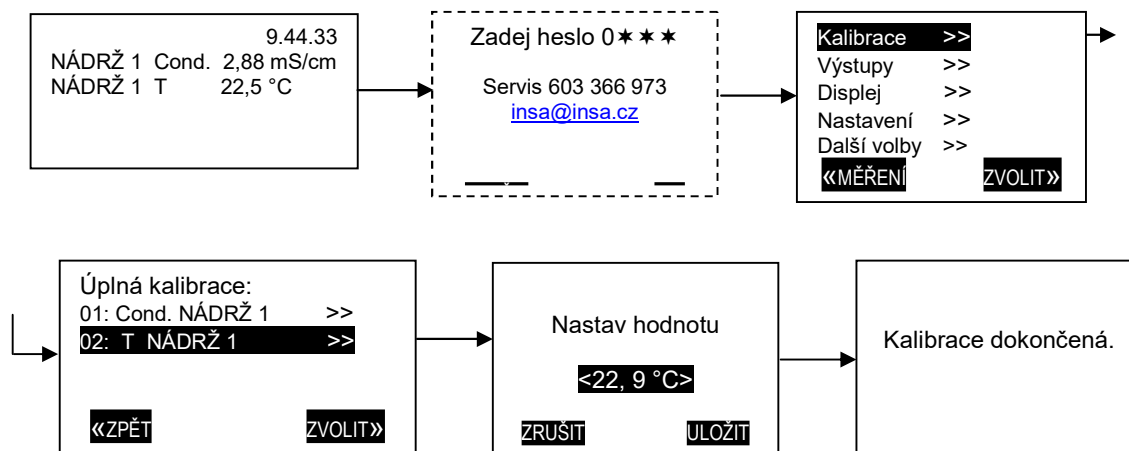 9.44.33
NÁDRŽ 1 Cond. 2,88 mS/cm
NÁDRŽ 1 T 22,5 °C
Zadej heslo 0✶✶✶
Servis 603 366 973
insa@insa.cz
Kalibrace >>
Výstupy >>
Displej >>
Nastavení >>
Další volby >>
«MĚŘENÍ ZVOLIT»
Úplná kalibrace:
01: Cond. NÁDRŽ 1 >>
02: T NÁDRŽ 1 >>
«ZPĚT ZVOLIT»
Nastav hodnotu
<22, 9 °C>
ZRUŠIT ULOŽIT
Kalibrace dokončená.